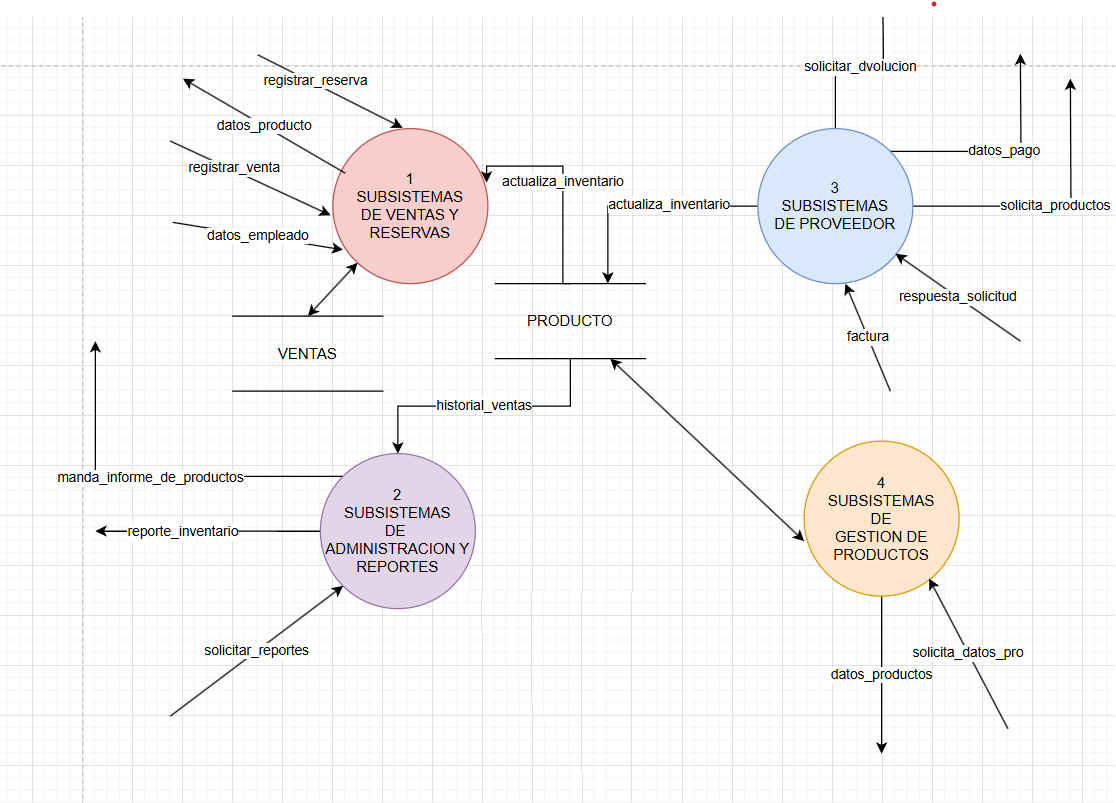 solicitar_dvolucion
registrar_reserva
datos_producto
datos_pago
registrar_venta
1
SUBSISTEMAS
DE VENTAS Y
RESERVAS
actualiza_inventario
3
SUBSISTEMAS
DE PROVEEDOR
actualiza_inventario
solicita_productos
datos_empleado
respuesta_solicitud
PRODUCTO
factura
VENTAS
historial_ventas
manda_informe_de_productos
2
SUBSISTEMAS
DE
ADMINISTRACION Y
REPORTES
reporte_inventario
4
SUBSISTEMAS
DE
GESTION DE
PRODUCTOS
solicitar_reportes
solicita_datos_pro
datos_productos